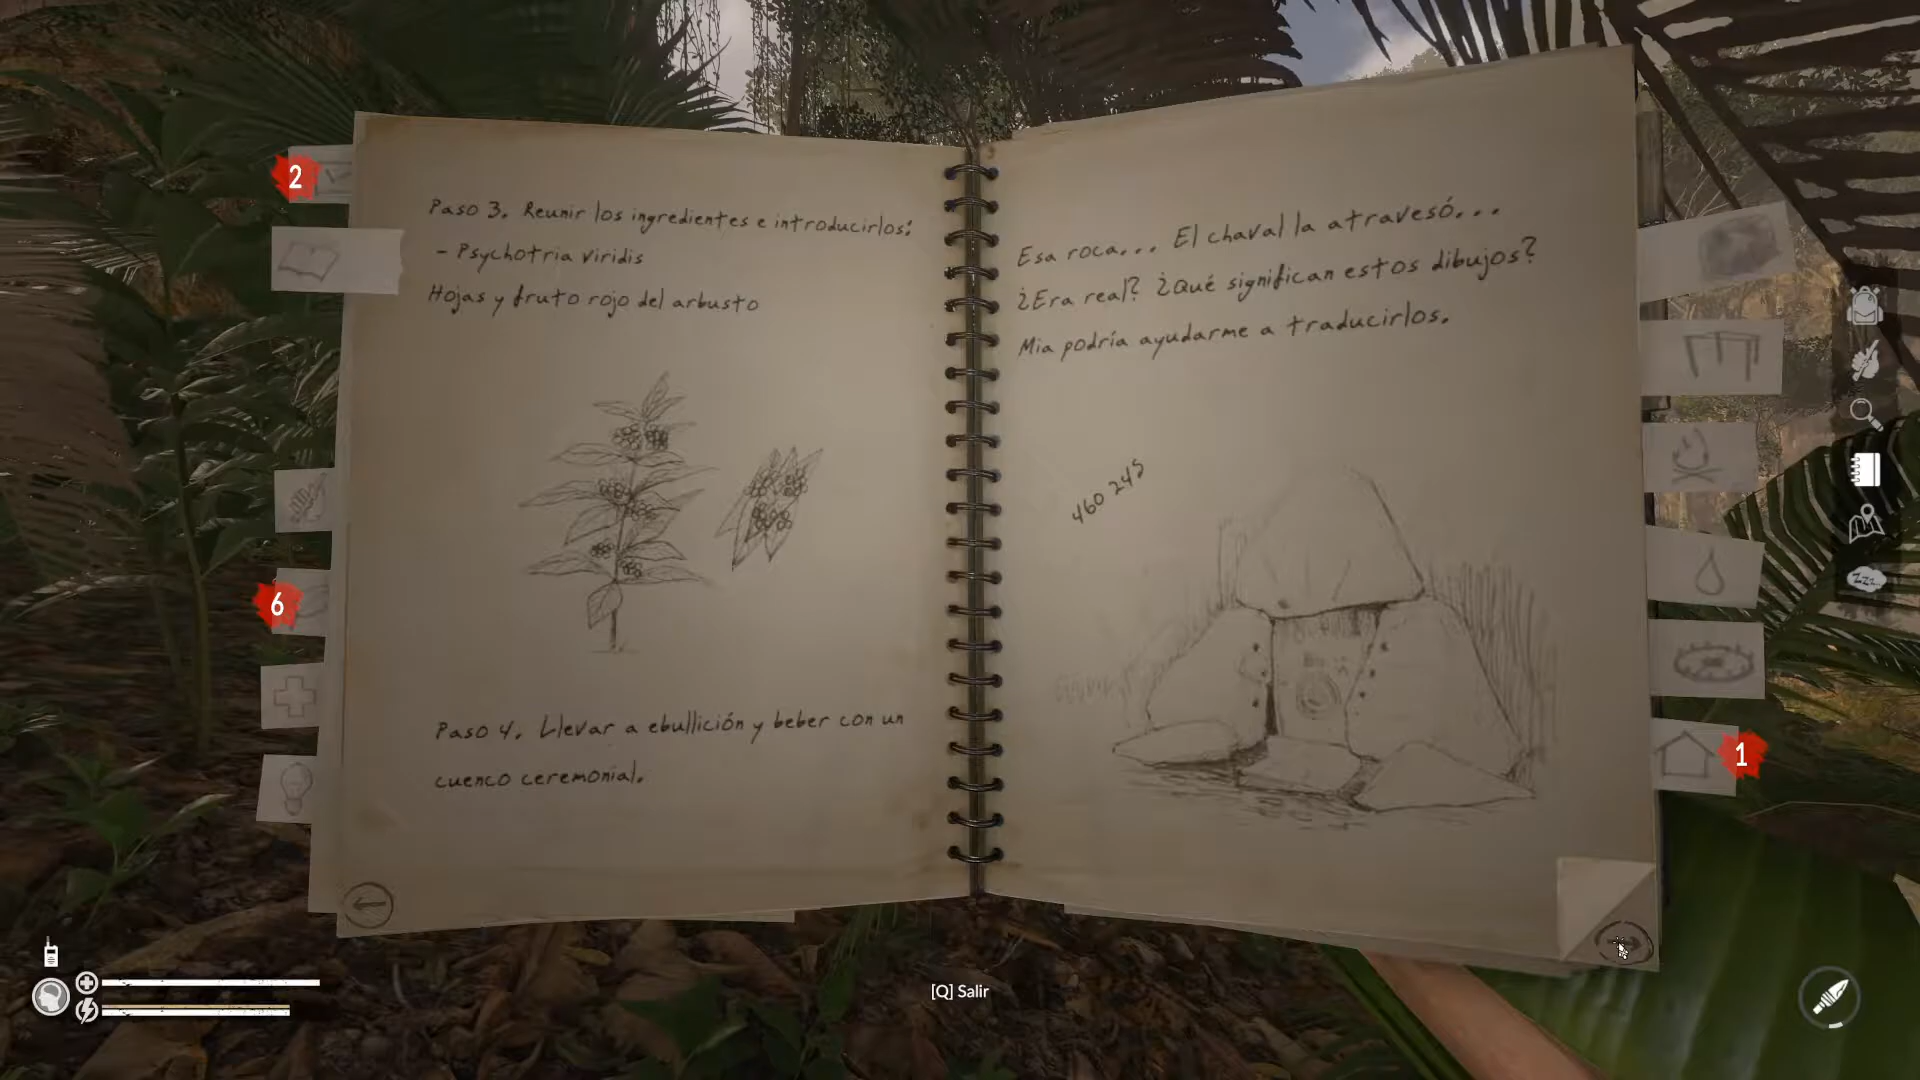 2
Paso 3. Reunir los ingredientes e introducirlos:
- Psychotria viridis
Hojas y fruto rojo del arbusto
Paso 4. Llevar a ebullición y beber con un
cuenco ceremonial.
6
Esa roca... El chaval la atravesó...
¿Era real? ¿Qué significan estos dibujos?
Mia podría ayudarme a traducirlos.
460 245
1
zzz
[Q] Salir